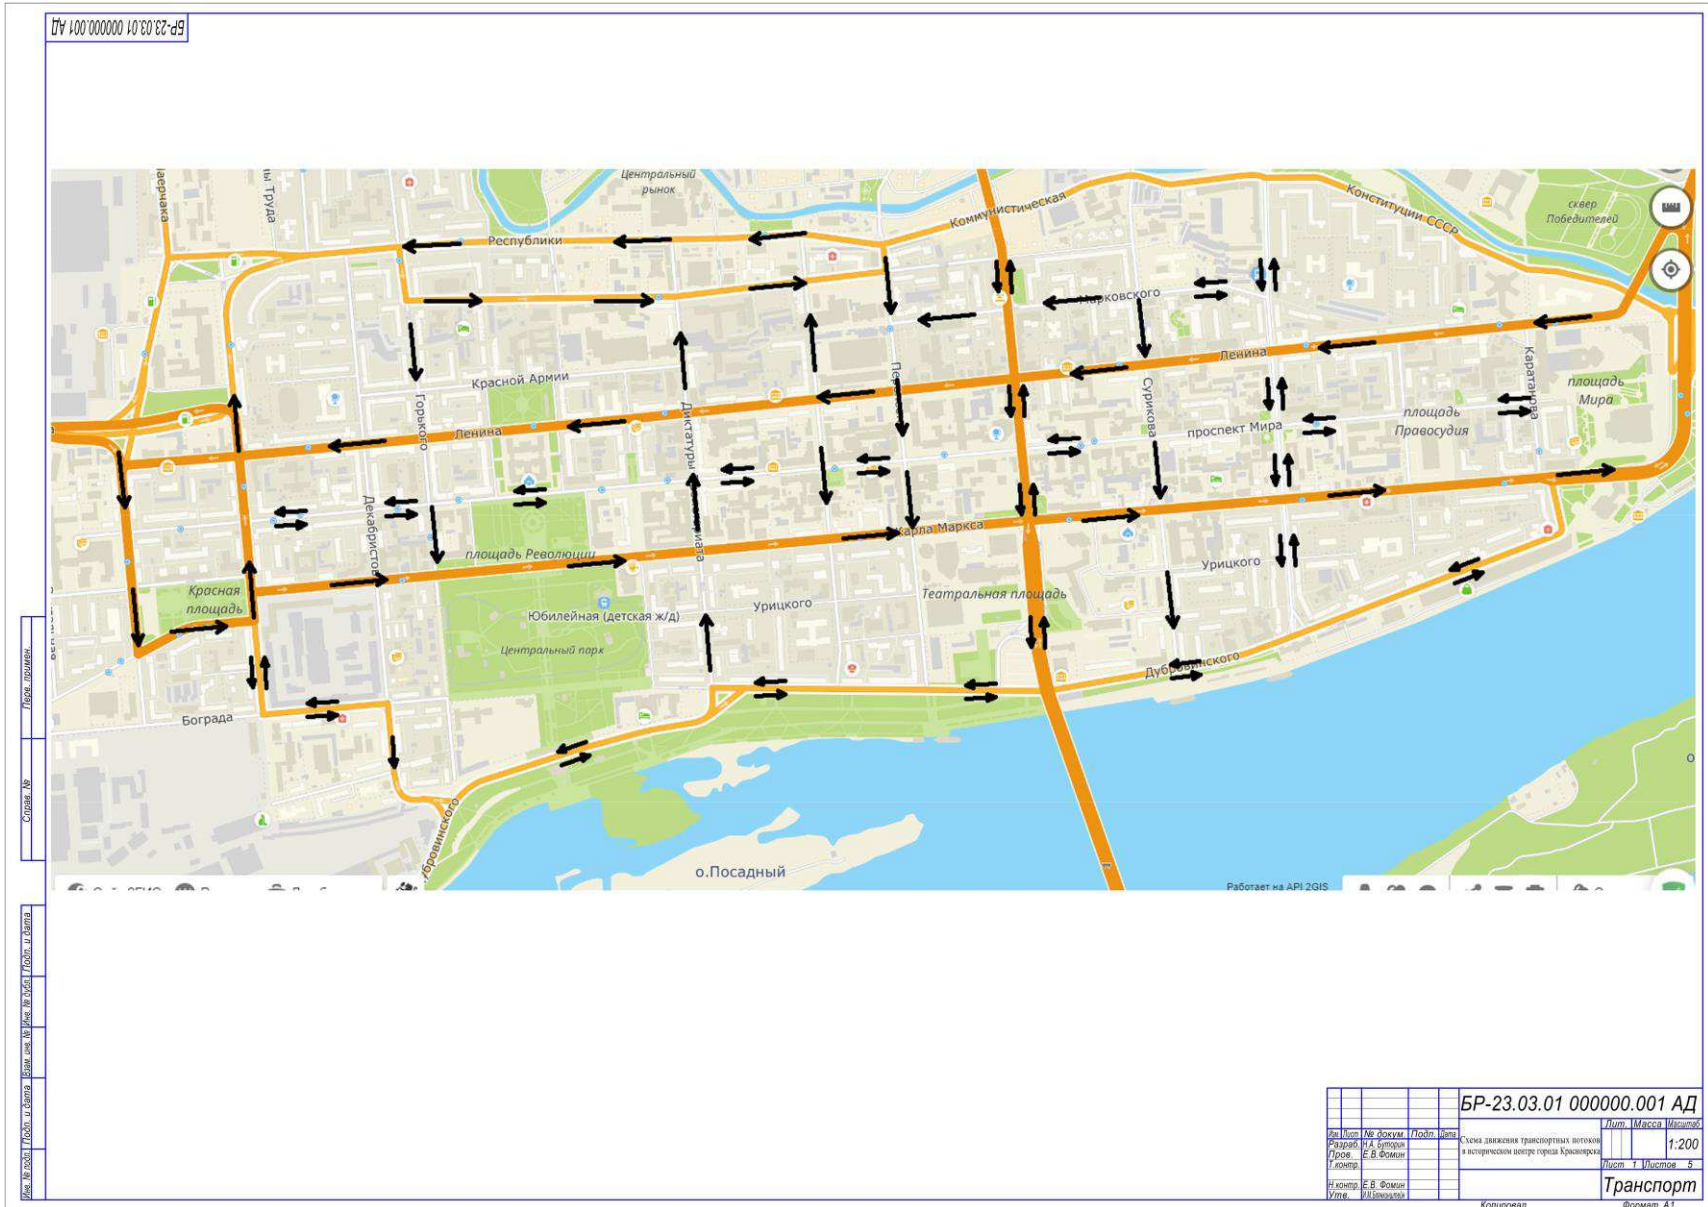 БР-23.03.01 000000.001 АД
Центральный
рынок
Коммунистическая
Конституции СССР
сквер
Победителей
Республики
Марковского
Ленина
Красной Армии
Горького
Ленина
Диктатуры
Сурикова
проспект Мира
площадь
Правосудия
Каратанова
площадь
Мира
Декабристов
площадь Революции
Карла Маркса
Красная
площадь
Урицкого
Театральная площадь
Урицкого
Юбилейная (детская ж/д)
Центральный парк
Дубровинского
Бограда
о.Посадный
Работает на API 2GIS
Перв. примен.
Справ. №
Подп. и дата
Инв. № дубл.
Взам. инв. №
Подп. и дата
Инв. № подл.
БР-23.03.01 000000.001 АД
Изм. Лист № докум. Подп. Дата
Разраб. Н.А. Буторин
Пров. Е.В.Фомин
Т.контр.
Н.контр. Е.В. Фомин
Утв.
Схема движения транспортных потоков
в историческом центре города Красноярска
Лит. Масса Масштаб
1:200
Лист 1 Листов 5
Транспорт
Копировал Формат А1